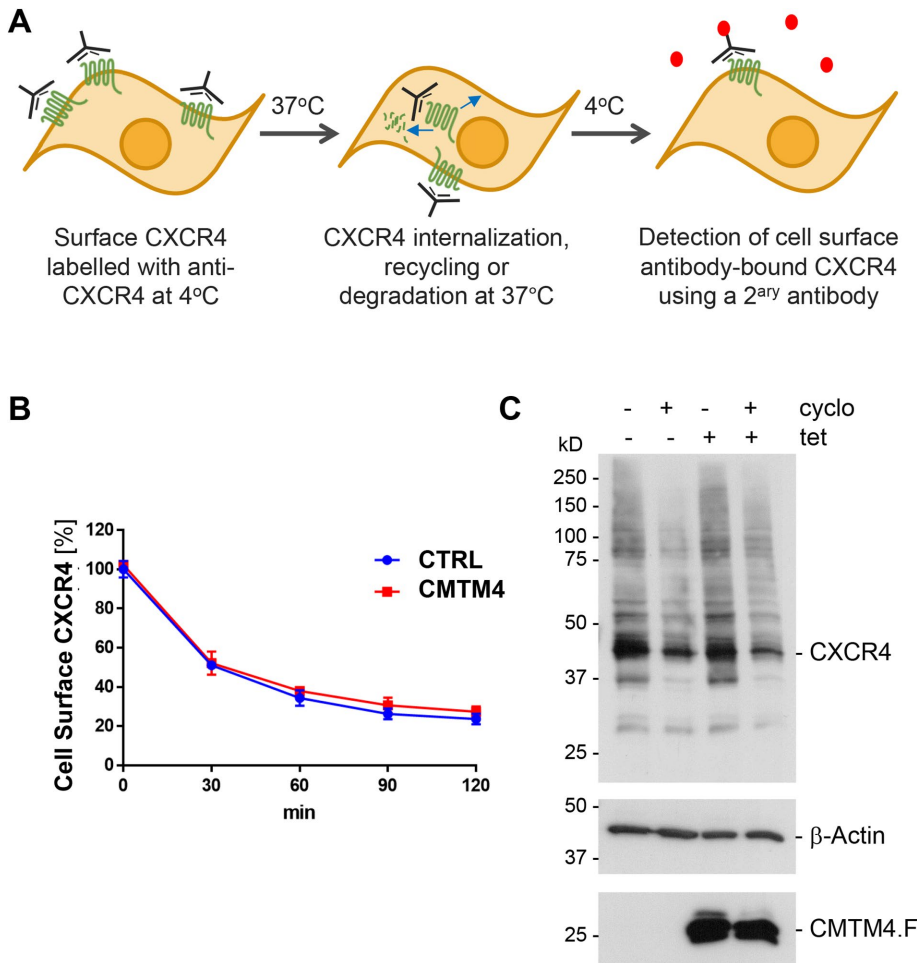 A
37°C
4°C
Surface CXCR4
labelled with anti-
CXCR4 at 4°C
CXCR4 internalization,
recycling or
degradation at 37°C
Detection of cell surface
antibody-bound CXCR4
using a 2ary antibody
B
Cell Surface CXCR4 [%]
120
100
80
60
40
20
0
0 30 60 90 120
min
CTRL
CMTM4
C
- + - + cyclo
- - + + tet
kD
250 -
150 -
100 -
75 -
50 -
37 -
25 -
- CXCR4
50 -
37 -
- β-Actin
25 -
- CMTM4.F